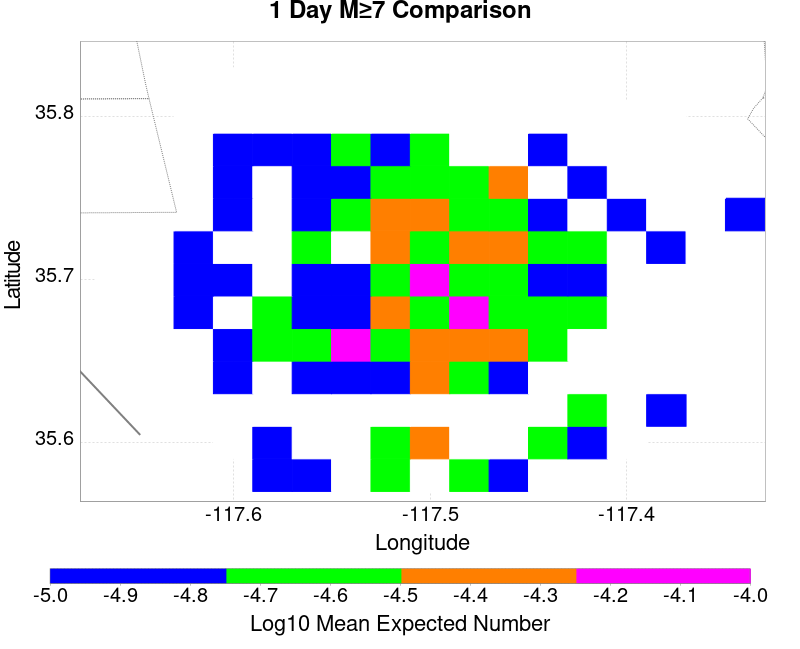 1 Day M≥7 Comparison
35.8
35.7
35.6
Latitude
-117.6 -117.5 -117.4
Longitude
-5.0 -4.9 -4.8 -4.7 -4.6 -4.5 -4.4 -4.3 -4.2 -4.1 -4.0
Log10 Mean Expected Number